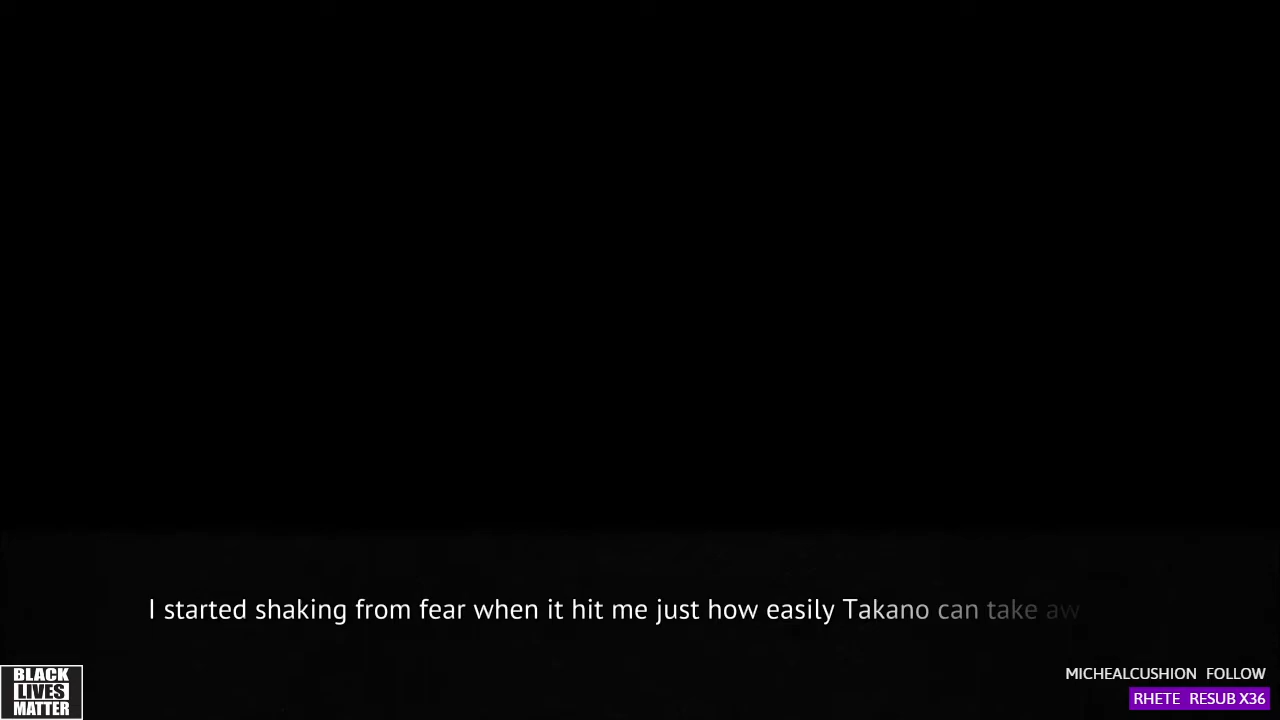 I started shaking from fear when it hit me just how easily Takano can take aw
BLACK
LIVES
MATTER
MICHEALCUSHION FOLLOW
RHETE RESUB X36